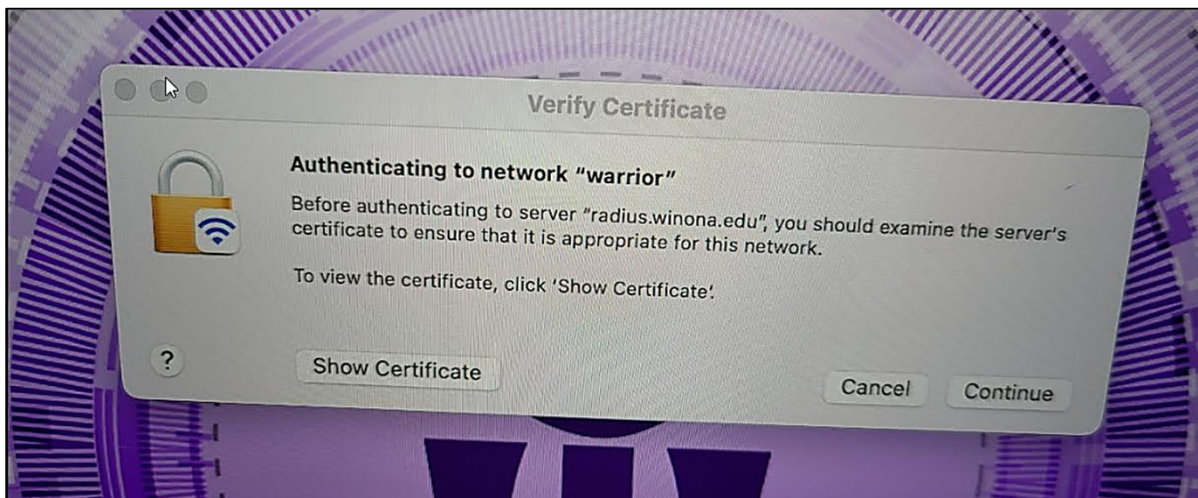 Verify Certificate
Authenticating to network “warrior”
Before authenticating to server “radius.winona.edu”, you should examine the server’s
certificate to ensure that it is appropriate for this network.
To view the certificate, click ‘Show Certificate’.
?
Show Certificate
Cancel
Continue